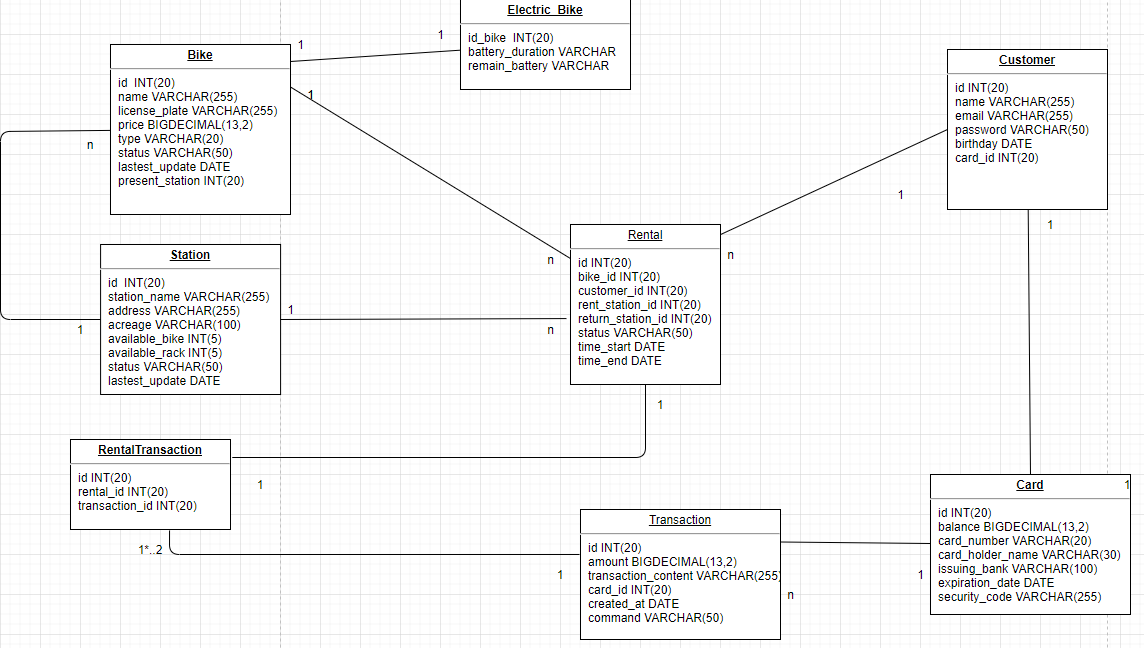 Electric_Bike
id_bike INT(20)
battery_duration VARCHAR
remain_battery VARCHAR
1
1
Bike
id INT(20)
name VARCHAR(255)
license_plate VARCHAR(255)
price BIGDECIMAL(13,2)
type VARCHAR(20)
status VARCHAR(50)
lastest_update DATE
present_station INT(20)
1
n
Customer
id INT(20)
name VARCHAR(255)
email VARCHAR(255)
password VARCHAR(50)
birthday DATE
card_id INT(20)
1
1
n
Rental
id INT(20)
bike_id INT(20)
customer_id INT(20)
rent_station_id INT(20)
return_station_id INT(20)
status VARCHAR(50)
time_start DATE
time_end DATE
n
n
1
Station
id INT(20)
station_name VARCHAR(255)
address VARCHAR(255)
acreage VARCHAR(100)
available_bike INT(5)
available_rack INT(5)
status VARCHAR(50)
lastest_update DATE
1
1
RentalTransaction
id INT(20)
rental_id INT(20)
transaction_id INT(20)
1
1*..2
Transaction
id INT(20)
amount BIGDECIMAL(13,2)
transaction_content VARCHAR(255)
card_id INT(20)
created_at DATE
command VARCHAR(50)
1
n
Card
1
id INT(20)
balance BIGDECIMAL(13,2)
card_number VARCHAR(20)
card_holder_name VARCHAR(30)
issuing_bank VARCHAR(100)
expiration_date DATE
security_code VARCHAR(255)
1